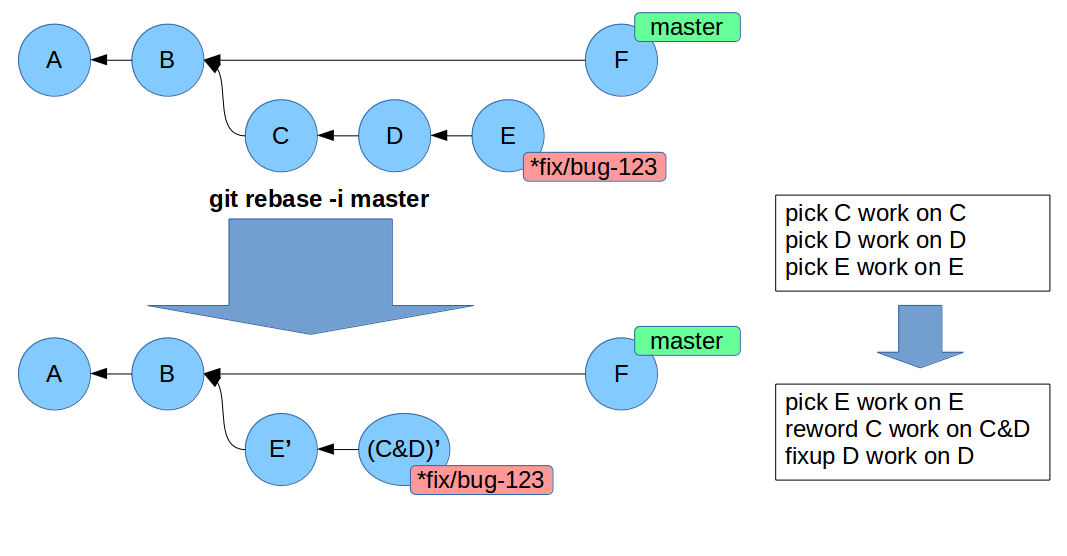 master
A
B
F
C
D
E
*fix/bug-123
git rebase -i master
pick C work on C
pick D work on D
pick E work on E
master
A
B
F
E’
(C&D)’
*fix/bug-123
pick E work on E
reword C work on C&D
fixup D work on D